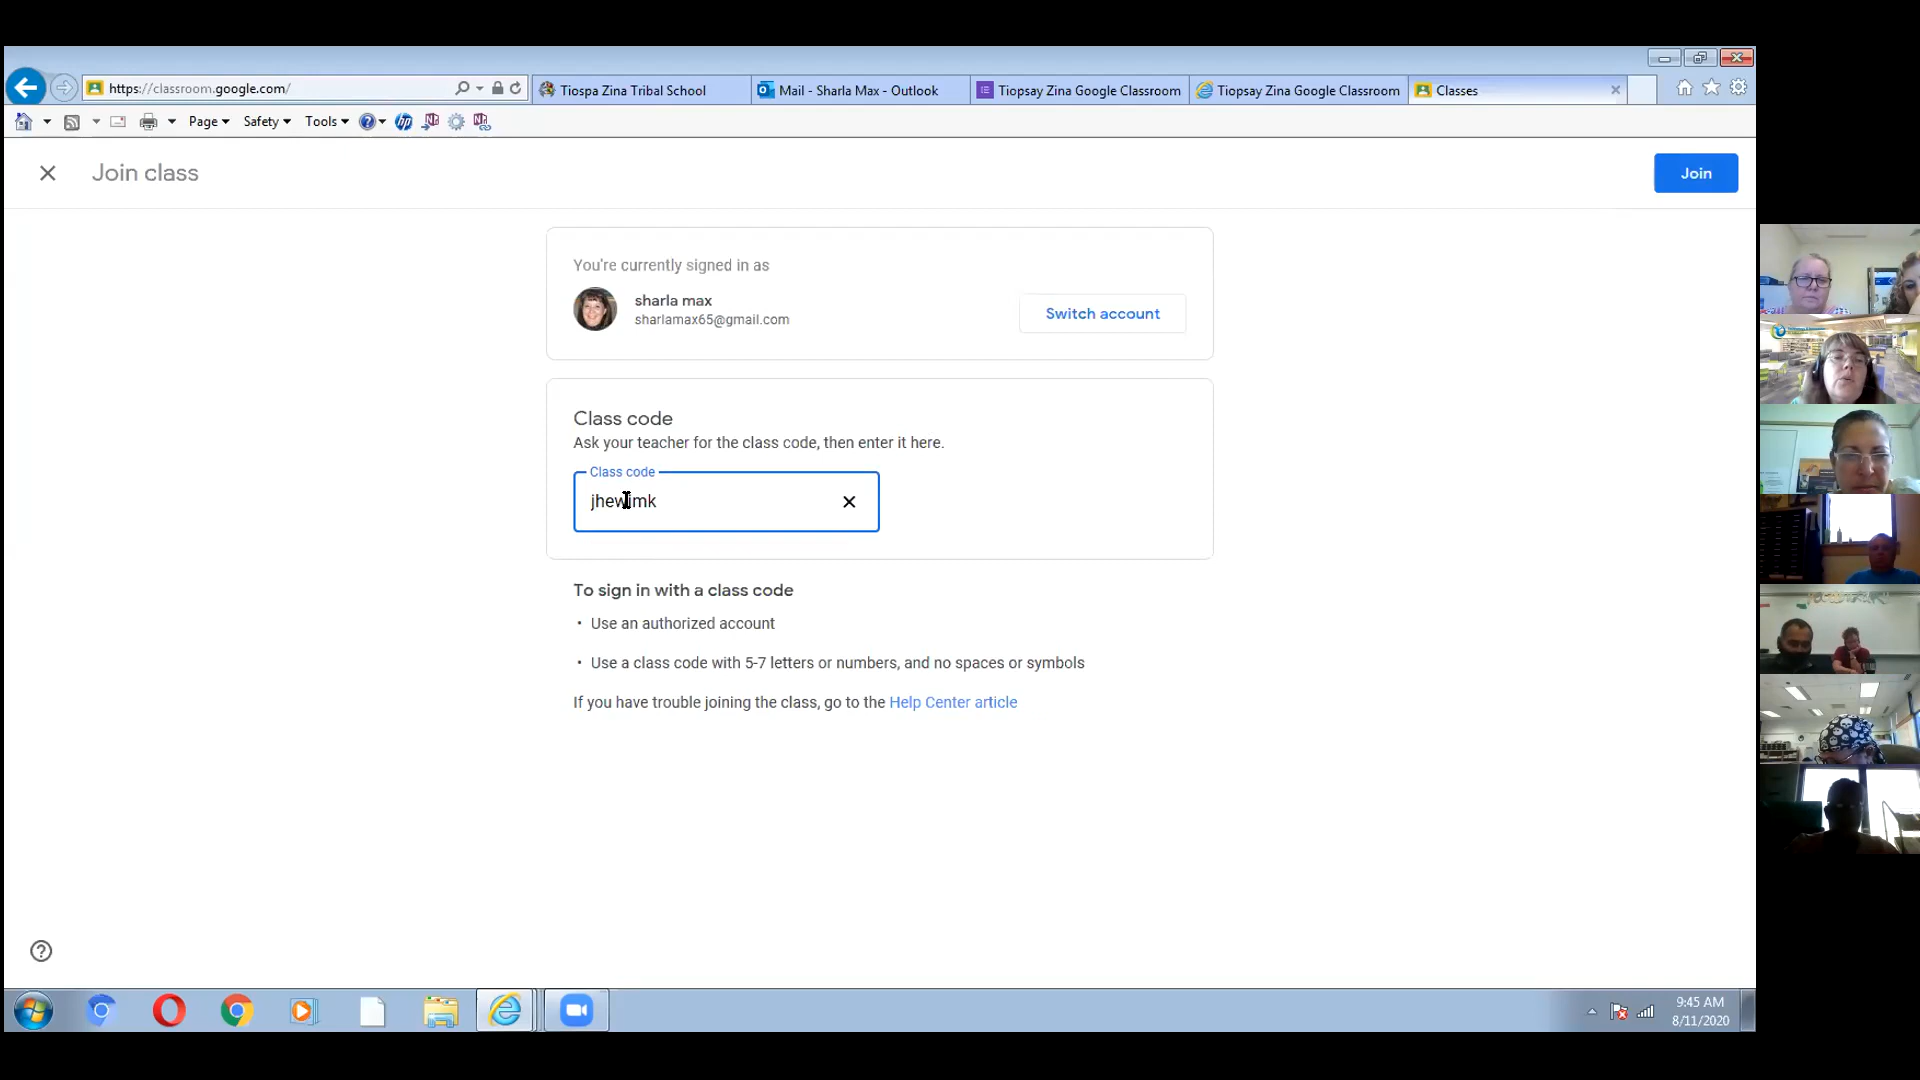 https://classroom.google.com/
Tiospa Zina Tribal School
Mail - Sharla Max - Outlook
Tiopsay Zina Google Classroom
Tiopsay Zina Google Classroom
Classes
Page
Safety
Tools
Join class
Join
You're currently signed in as
sharla max
sharlamax65@gmail.com
Switch account
Class code
Ask your teacher for the class code, then enter it here.
Class code
To sign in with a class code
· Use an authorized account
· Use a class code with 5-7 letters or numbers, and no spaces or symbols
If you have trouble joining the class, go to the Help Center article
9:45 AM
8/11/2020